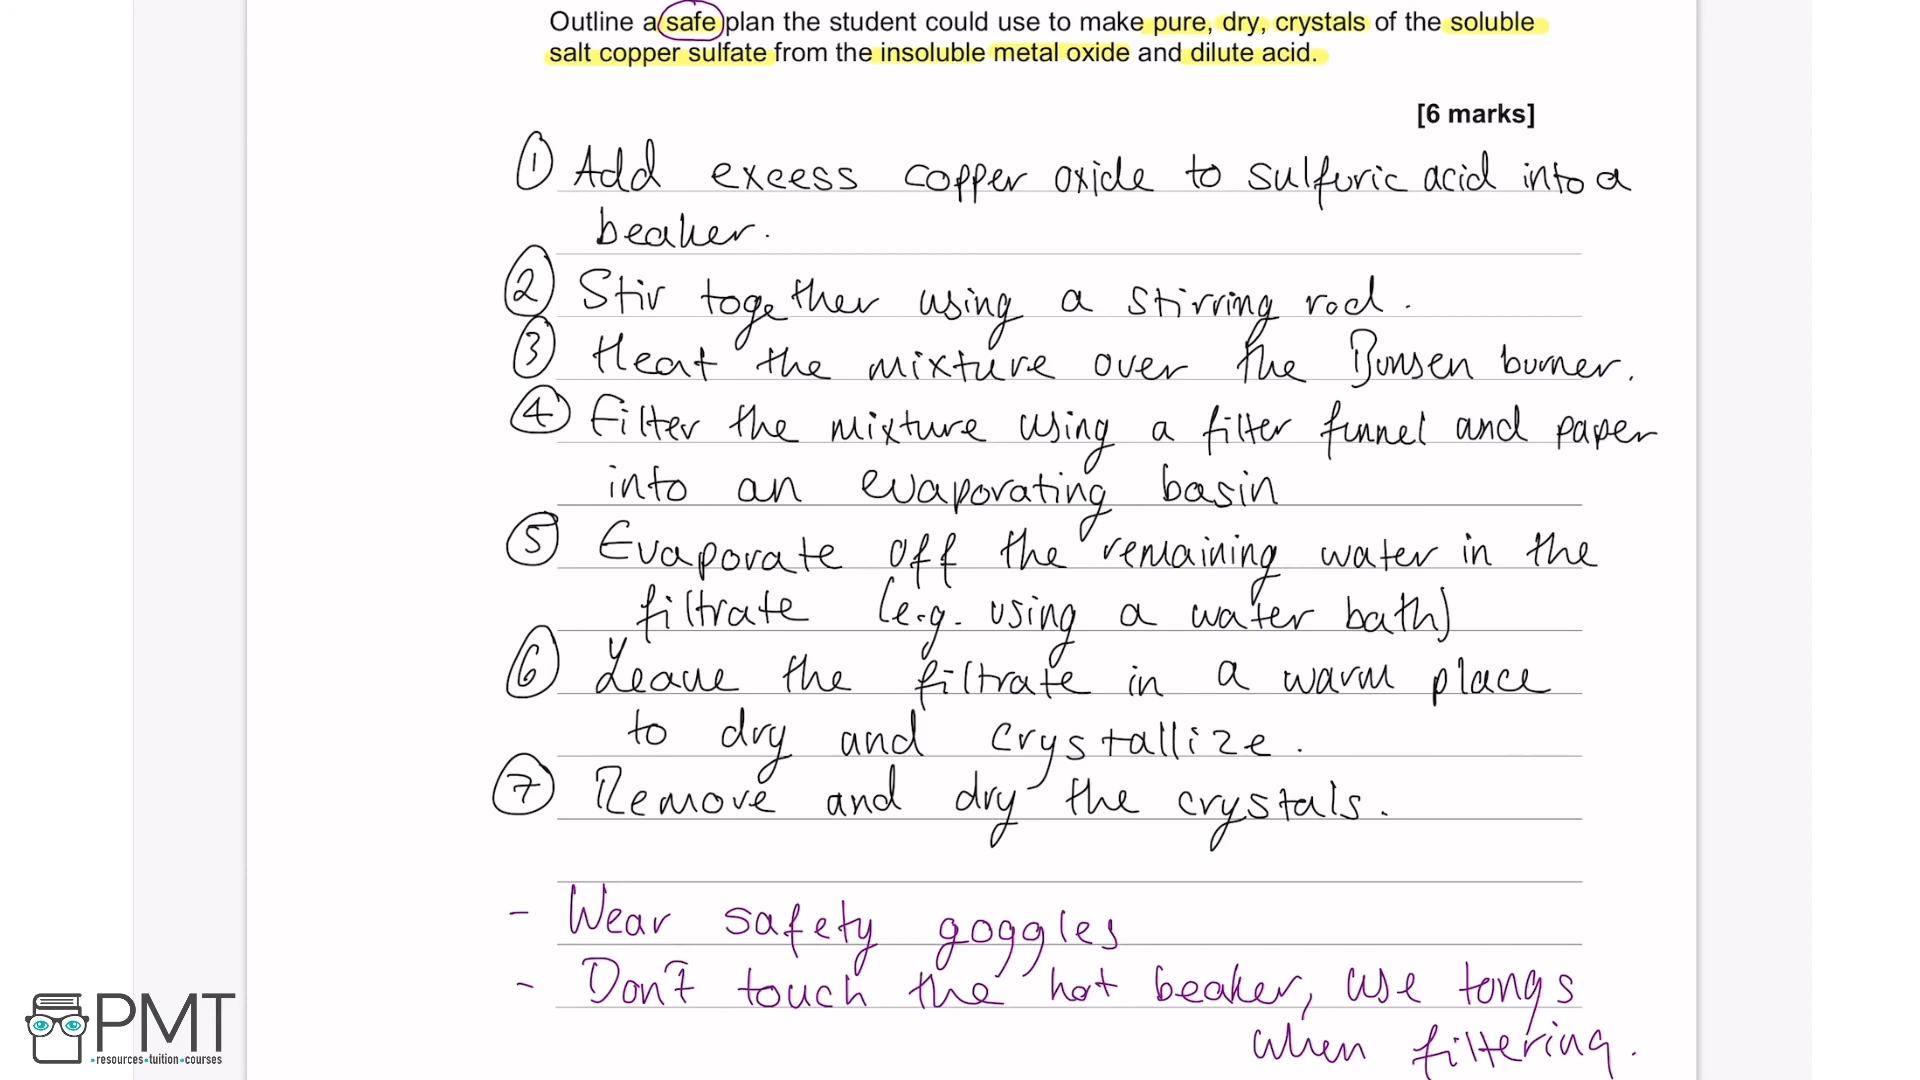 Outline a safe plan the student could use to make pure, dry, crystals of the soluble
salt copper sulfate from the insoluble metal oxide and dilute acid.
[6 marks]
① Add excess copper oxide to sulfuric acid into a
beaker.
② Stir together using a stirring rod.
③ Heat the mixture over the Bunsen burner.
④ Filter the mixture using a filter funnel and paper
into an evaporating basin
⑤ Evaporate off the remaining water in the
filtrate (e.g. using a water bath)
⑥ Leave the filtrate in a warm place
to dry and crystallize.
⑦ Remove and dry the crystals.
- Wear safety goggles
- Don't touch the hot beaker, use tongs
when filtering.
PMT
•resources•tuition•courses